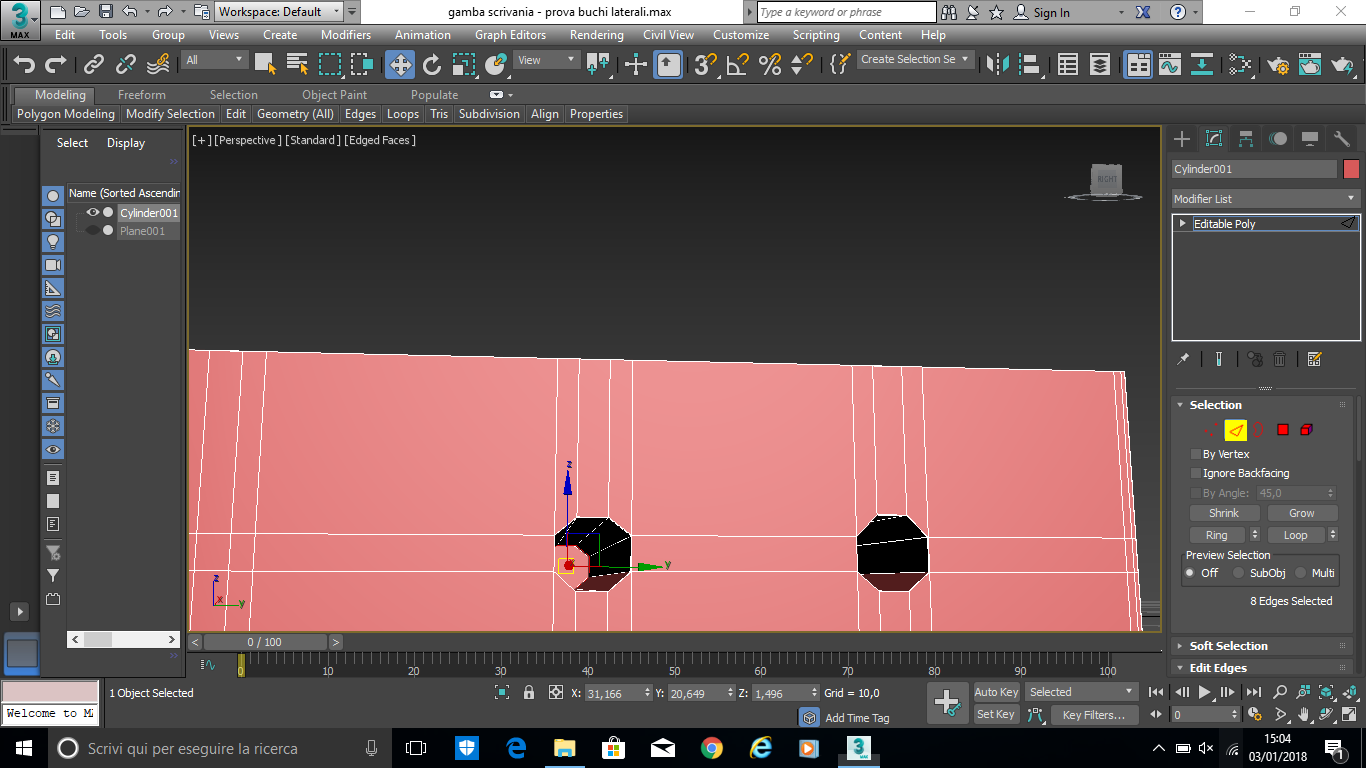 Workspace: Default
gamba scrivania - prova buchi laterali.max
Type a keyword or phrase
Sign In
3
MAX
Edit Tools Group Views Create Modifiers Animation Graph Editors Rendering Civil View Customize Scripting Content Help
All
View
Create Selection Se
Modeling Freeform Selection Object Paint Populate
Polygon Modeling Modify Selection Edit Geometry (All) Edges Loops Tris Subdivision Align Properties
Select Display
Name (Sorted Ascendin
Cylinder001
Plane001
[+] [Perspective ] [Standard ] [Edged Faces ]
RIGHT
z
y
z
x
y
Cylinder001
Modifier List
Editable Poly
Selection
By Vertex
Ignore Backfacing
By Angle: 45,0
Shrink Grow
Ring Loop
Preview Selection
Off SubObj Multi
8 Edges Selected
Soft Selection
Edit Edges
0 / 100
0 10 20 30 40 50 60 70 80 90 100
1 Object Selected
X: 31,166 Y: 20,649 Z: 1,496 Grid = 10,0
Add Time Tag
Auto Key Selected
Set Key Key Filters...
0
Welcome to M
Scrivi qui per eseguire la ricerca
3
MAX
15:04
03/01/2018
1